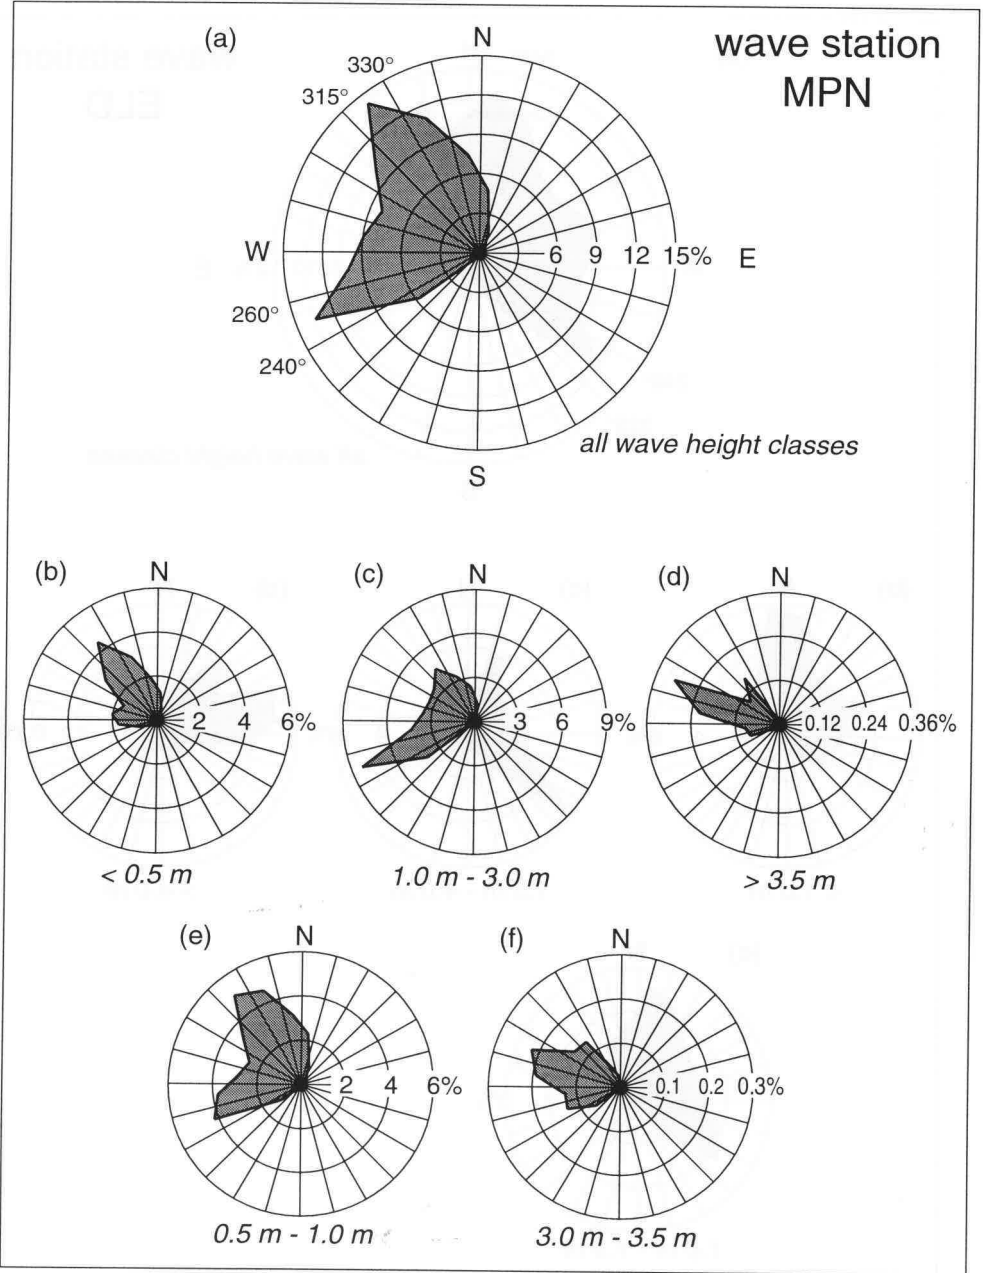 (a)
N
wave station
MPN
330°
315°
W
6 9 12 15% E
260°
240°
all wave height classes
S
(b) N
2 4 6%
< 0.5 m
(c) N
3 6 9%
1.0 m - 3.0 m
(d) N
0.12 0.24 0.36%
> 3.5 m
(e) N
2 4 6%
0.5 m - 1.0 m
(f) N
0.1 0.2 0.3%
3.0 m - 3.5 m